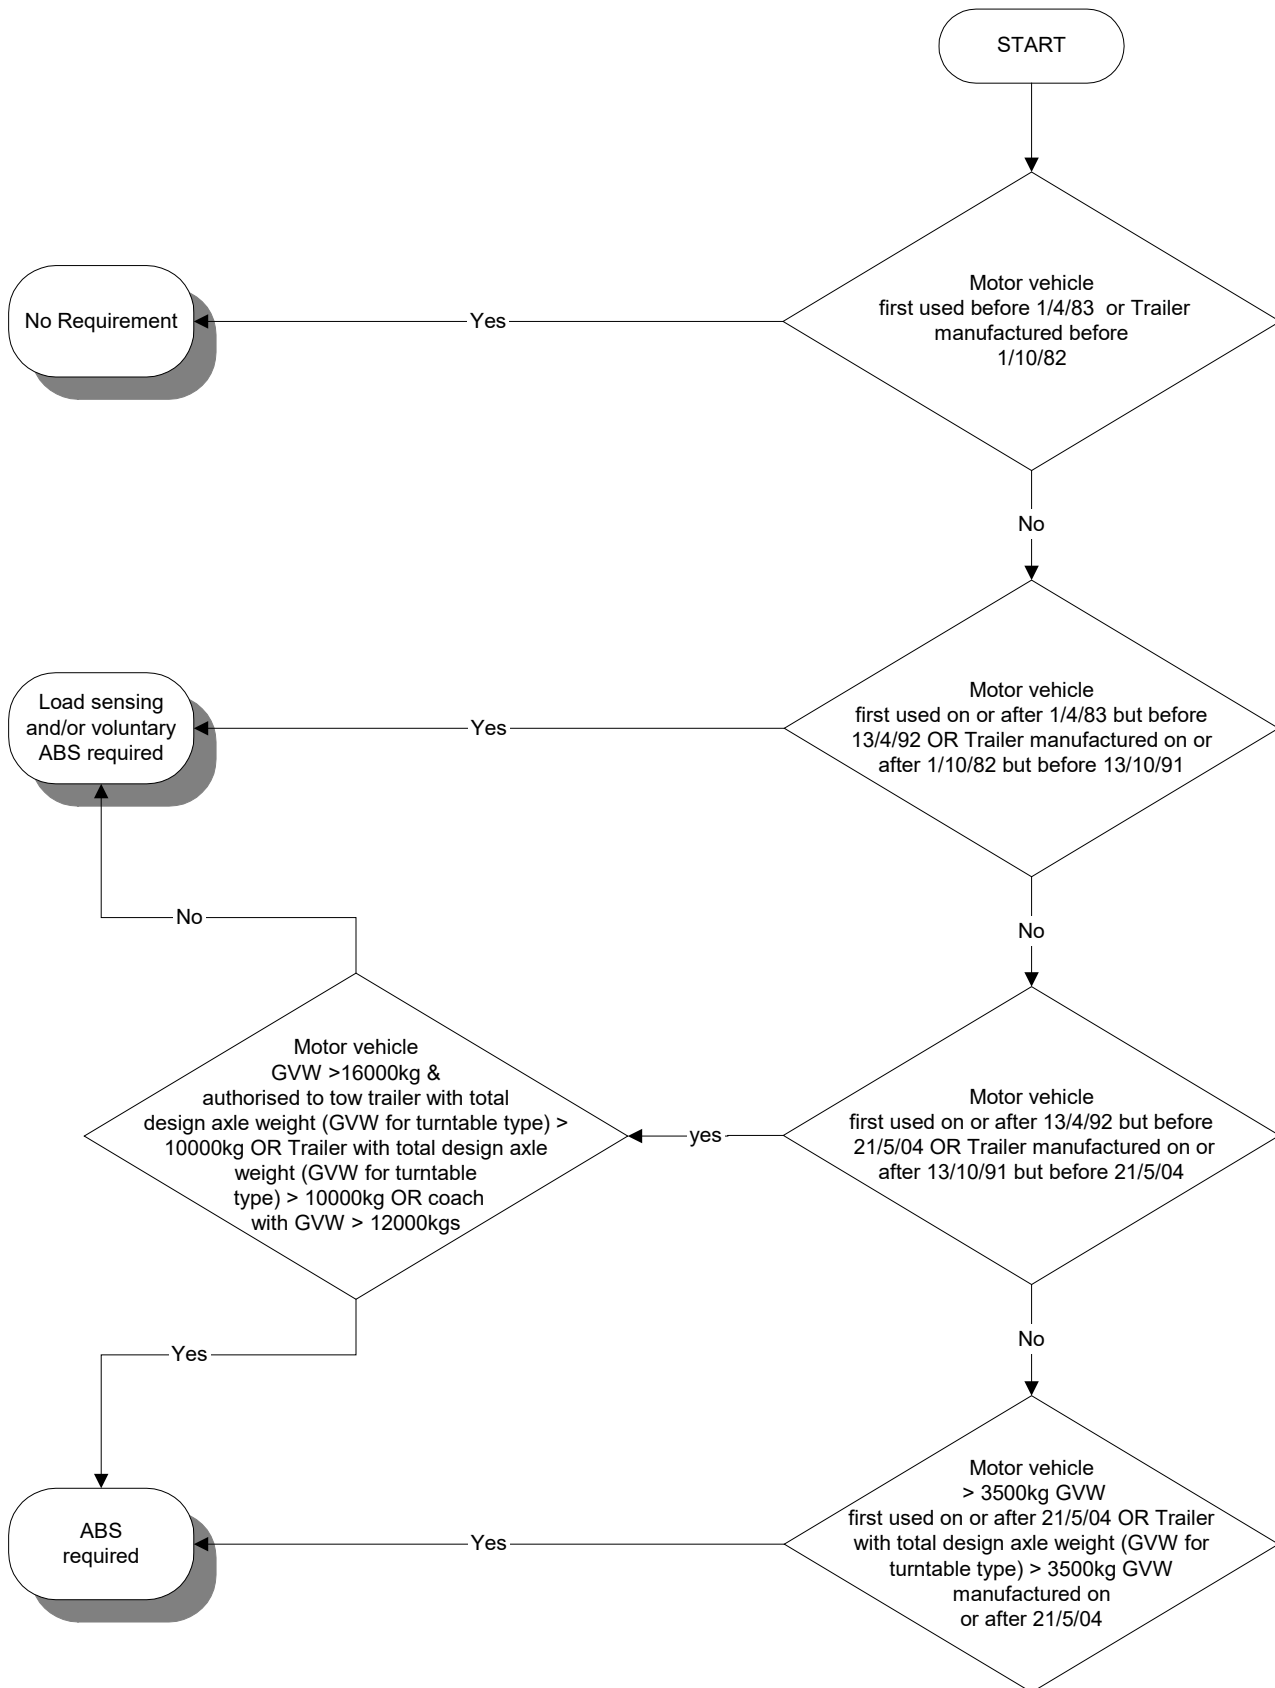 START
Motor vehicle
first used before 1/4/83 or Trailer
manufactured before
1/10/82
Yes
No Requirement
No
Motor vehicle
first used on or after 1/4/83 but before
13/4/92 OR Trailer manufactured on or
after 1/10/82 but before 13/10/91
Yes
Load sensing
and/or voluntary
ABS required
No
No
Motor vehicle
first used on or after 13/4/92 but before
21/5/04 OR Trailer manufactured on or
after 13/10/91 but before 21/5/04
yes
Motor vehicle
GVW >16000kg &
authorised to tow trailer with total
design axle weight (GVW for turntable type) >
10000kg OR Trailer with total design axle
weight (GVW for turntable
type) > 10000kg OR coach
with GVW > 12000kgs
No
Yes
Motor vehicle
> 3500kg GVW
first used on or after 21/5/04 OR Trailer
with total design axle weight (GVW for
turntable type) > 3500kg GVW
manufactured on
or after 21/5/04
Yes
ABS
required